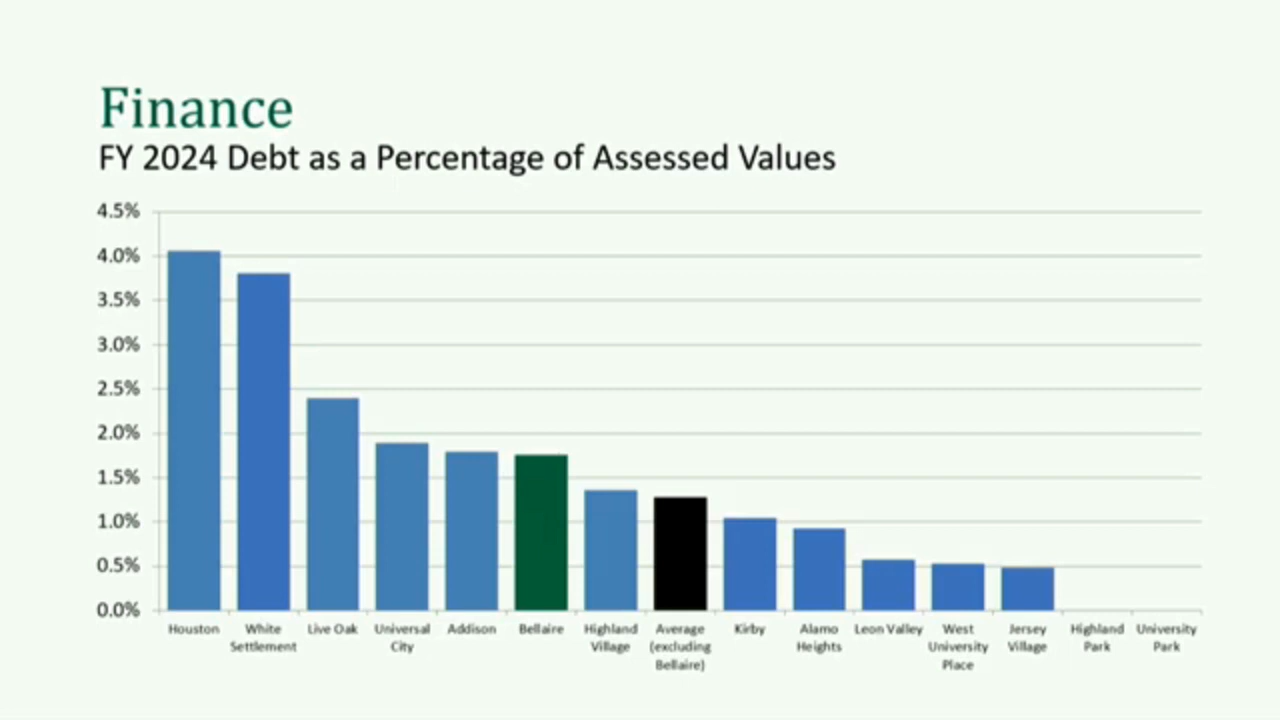 Finance
FY 2024 Debt as a Percentage of Assessed Values
4.5%
4.0%
3.5%
3.0%
2.5%
2.0%
1.5%
1.0%
0.5%
0.0%
Houston
White
Settlement
Live Oak
Universal
City
Addison
Bellaire
Highland
Village
Average
(excluding
Bellaire)
Kirby
Alamo
Heights
Leon Valley
West
University
Place
Jersey
Village
Highland
Park
University
Park